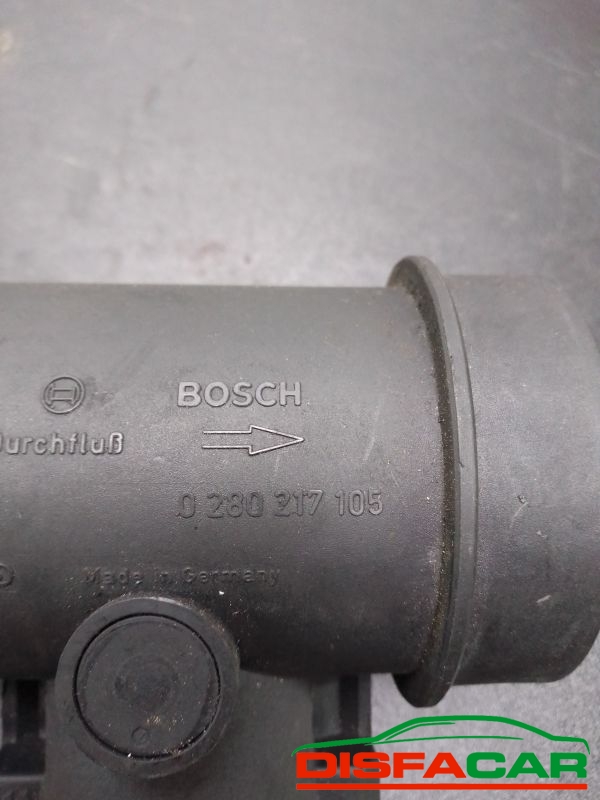 BOSCH
Durchfluß
0 280 217 105
Made in Germany
DISFACAR